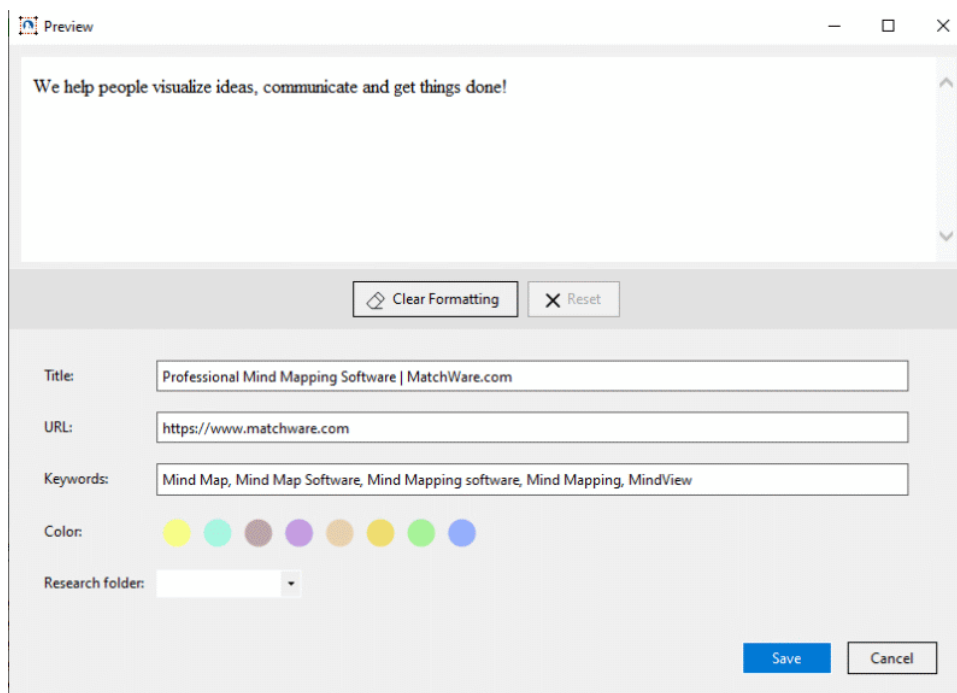 Preview
We help people visualize ideas, communicate and get things done!
Clear Formatting
Reset
Title:
Professional Mind Mapping Software | MatchWare.com
URL:
https://www.matchware.com
Keywords:
Mind Map, Mind Map Software, Mind Mapping software, Mind Mapping, MindView
Color:
Research folder:
Save
Cancel